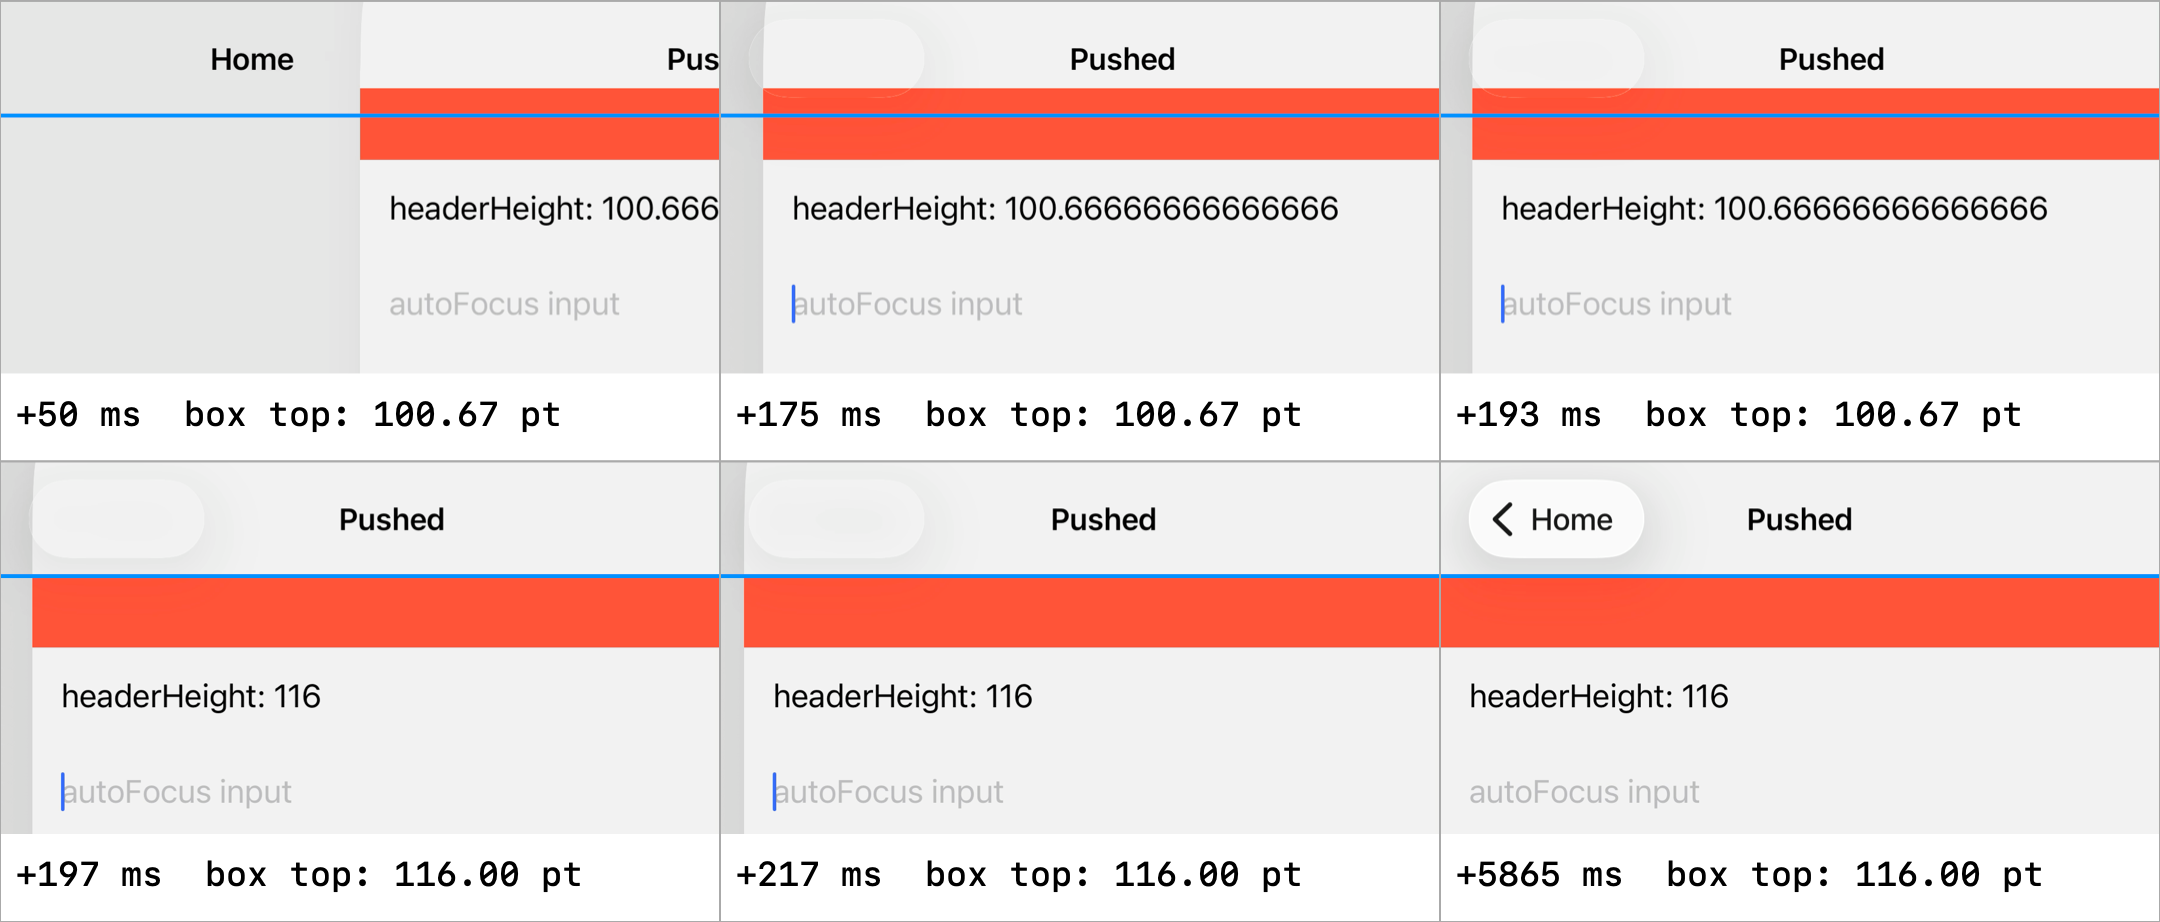 Home
Pus
headerHeight: 100.666
autoFocus input
+50 ms box top: 100.67 pt
Pushed
headerHeight: 100.66666666666666
autoFocus input
+175 ms box top: 100.67 pt
Pushed
headerHeight: 100.66666666666666
autoFocus input
+193 ms box top: 100.67 pt
Pushed
headerHeight: 116
autoFocus input
+197 ms box top: 116.00 pt
Pushed
headerHeight: 116
autoFocus input
+217 ms box top: 116.00 pt
Home
Pushed
headerHeight: 116
autoFocus input
+5865 ms box top: 116.00 pt